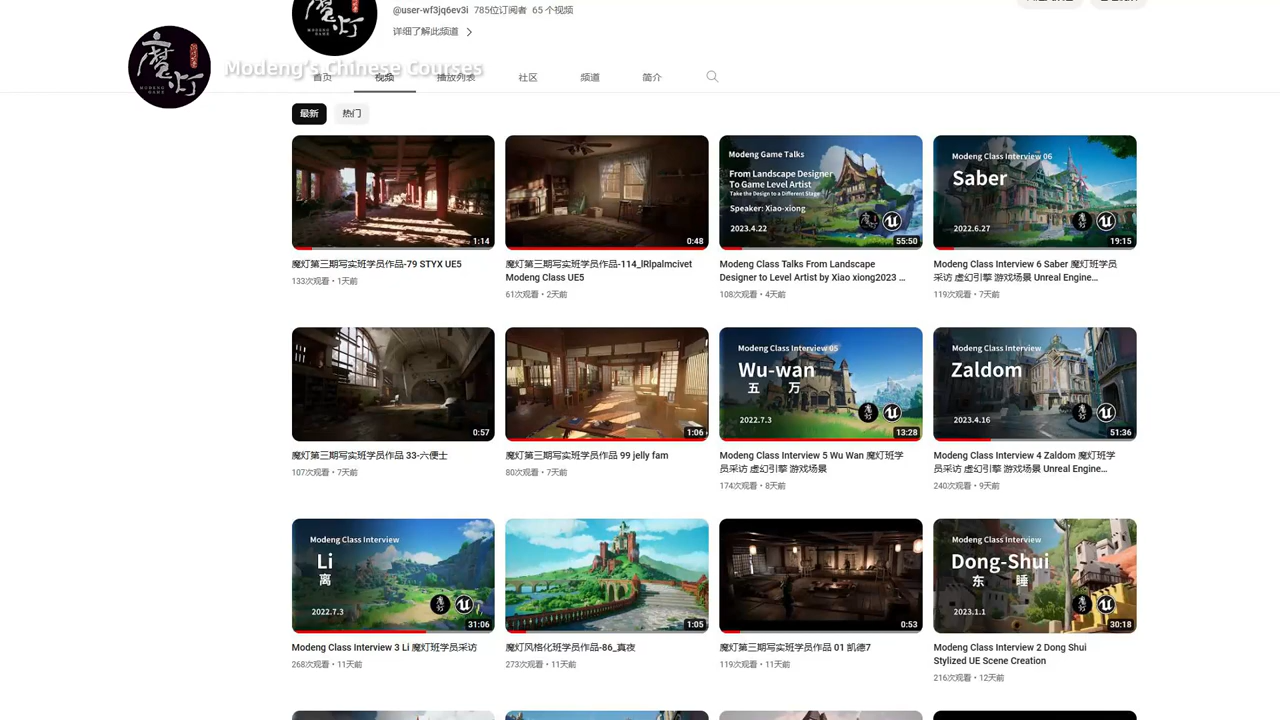 @user-wf3jq6ev3i 785位订阅者 65 个视频
详细了解此频道
魔灯
MODENG GAME
Modeng's Chinese Courses
首页 视频 播放列表 社区 频道 简介
最新 热门
1:14
0:48
Modeng Game Talks
From Landscape Designer
To Game Level Artist
Take the Design to a Different Stage
Speaker: Xiao-xiong
2023.4.22
55:50
Modeng Class Interview 06
Saber
2022.6.27
19:15
魔灯第三期写实班学员作品-79 STYX UE5
133次观看・1天前
魔灯第三期写实班学员作品-114_lRlpalmcivet
Modeng Class UE5
61次观看・2天前
Modeng Class Talks From Landscape
Designer to Level Artist by Xiao xiong2023 ...
108次观看・4天前
Modeng Class Interview 6 Saber 魔灯班学员
采访 虚幻引擎 游戏场景 Unreal Engine...
119次观看・7天前
0:57
1:06
Modeng Class Interview 05
Wu-wan
五 万
2022.7.3
13:28
Modeng Class Interview
Zaldom
2023.4.16
51:36
魔灯第三期写实班学员作品 33-六便士
107次观看・7天前
魔灯第三期写实班学员作品 99 jelly fam
80次观看・7天前
Modeng Class Interview 5 Wu Wan 魔灯班学
员采访 虚幻引擎 游戏场景
174次观看・8天前
Modeng Class Interview 4 Zaldom 魔灯班学
员采访 虚幻引擎 游戏场景 Unreal Engine...
240次观看・9天前
Modeng Class Interview
Li
离
2022.7.3
31:06
1:05
0:53
Modeng Class Interview
Dong-Shui
东 睡
2023.1.1
30:18
Modeng Class Interview 3 Li 魔灯班学员采访
268次观看・11天前
魔灯风格化班学员作品-86_真夜
273次观看・11天前
魔灯第三期写实班学员作品 01 凯德7
119次观看・11天前
Modeng Class Interview 2 Dong Shui
Stylized UE Scene Creation
216次观看・12天前